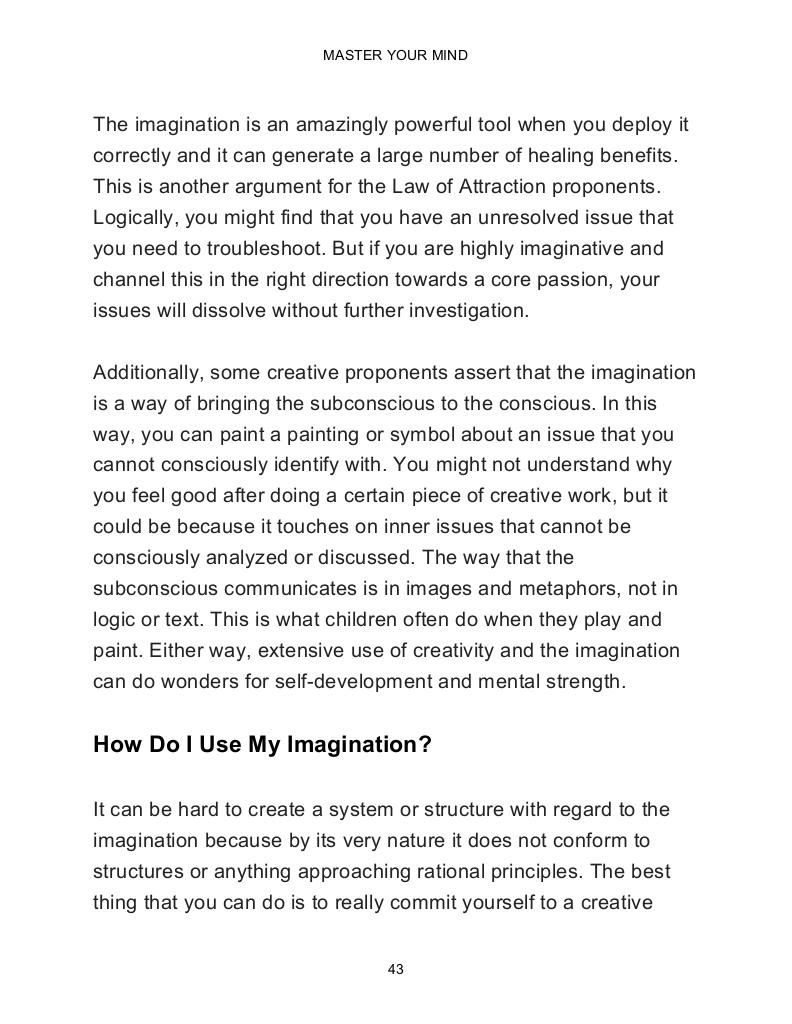 MASTER YOUR MIND
The imagination is an amazingly powerful tool when you deploy it
correctly and it can generate a large number of healing benefits.
This is another argument for the Law of Attraction proponents.
Logically, you might find that you have an unresolved issue that
you need to troubleshoot. But if you are highly imaginative and
channel this in the right direction towards a core passion, your
issues will dissolve without further investigation.
Additionally, some creative proponents assert that the imagination
is a way of bringing the subconscious to the conscious. In this
way, you can paint a painting or symbol about an issue that you
cannot consciously identify with. You might not understand why
you feel good after doing a certain piece of creative work, but it
could be because it touches on inner issues that cannot be
consciously analyzed or discussed. The way that the
subconscious communicates is in images and metaphors, not in
logic or text. This is what children often do when they play and
paint. Either way, extensive use of creativity and the imagination
can do wonders for self-development and mental strength.
How Do I Use My Imagination?
It can be hard to create a system or structure with regard to the
imagination because by its very nature it does not conform to
structures or anything approaching rational principles. The best
thing that you can do is to really commit yourself to a creative
43